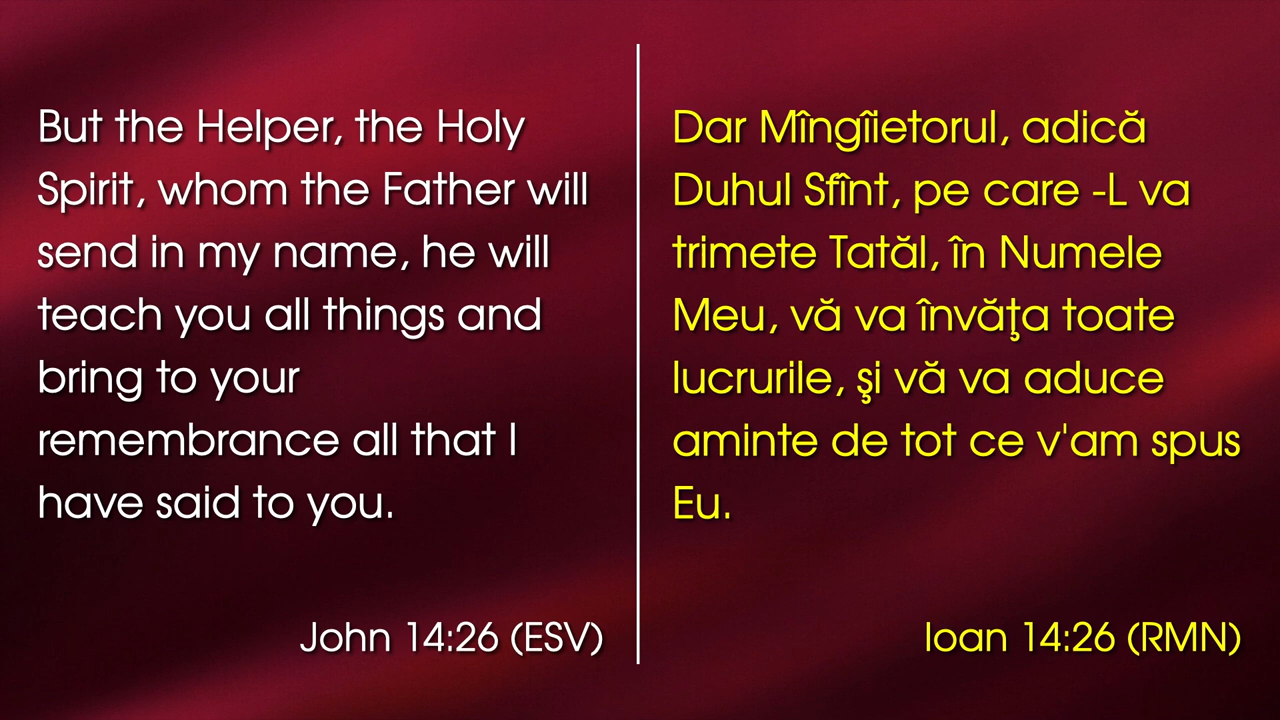 But the Helper, the Holy
Spirit, whom the Father will
send in my name, he will
teach you all things and
bring to your
remembrance all that I
have said to you.
John 14:26 (ESV)
Dar Mîngîietorul, adică
Duhul Sfînt, pe care -L va
trimete Tatăl, în Numele
Meu, vă va învăţa toate
lucrurile, şi vă va aduce
aminte de tot ce v'am spus
Eu.
Ioan 14:26 (RMN)